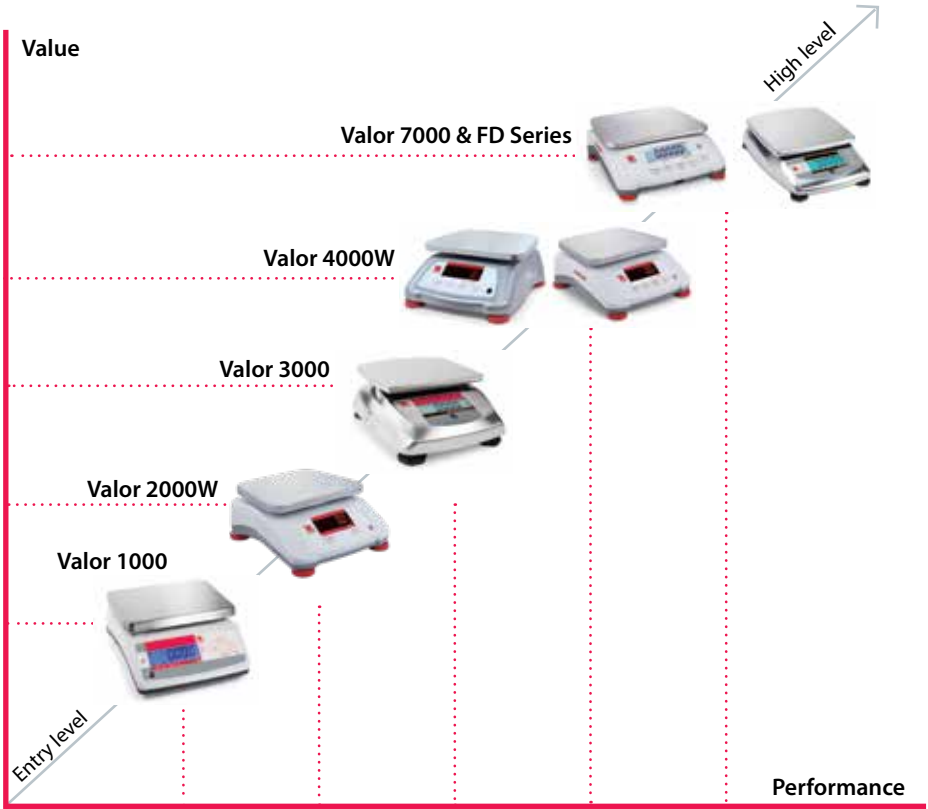 Value
High level
Valor 7000 & FD Series
Valor 4000W
Valor 3000
Valor 2000W
Valor 1000
Entry level
Performance